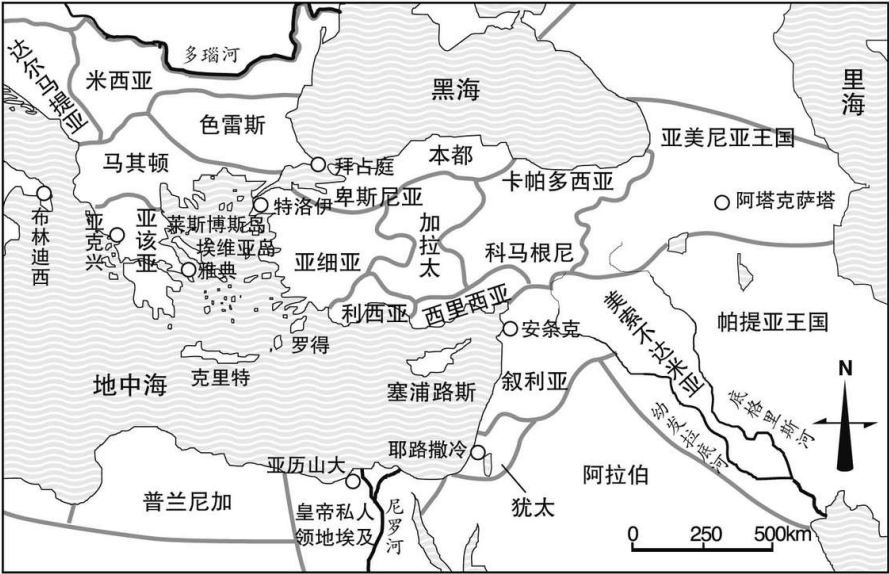 多瑙河
达尔马提亚
米西亚
黑海
里海
色雷斯
亚美尼亚王国
马其顿
拜占庭
本都
卡帕多西亚
布林迪西
特洛伊
卑斯尼亚
阿塔克萨塔
亚克兴
亚该亚
莱斯博斯岛
埃维亚岛
雅典
亚细亚
加拉太
科马根尼
利西亚
西里西亚
安条克
美索不达米亚
帕提亚王国
罗得
克里特
地中海
塞浦路斯
叙利亚
N
幼发拉底河
底格里斯河
耶路撒冷
亚历山大
普兰尼加
皇帝私人
领地埃及
尼罗河
犹太
阿拉伯
0 250 500km